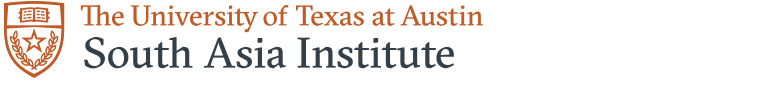 The University of Texas at Austin
South Asia Institute